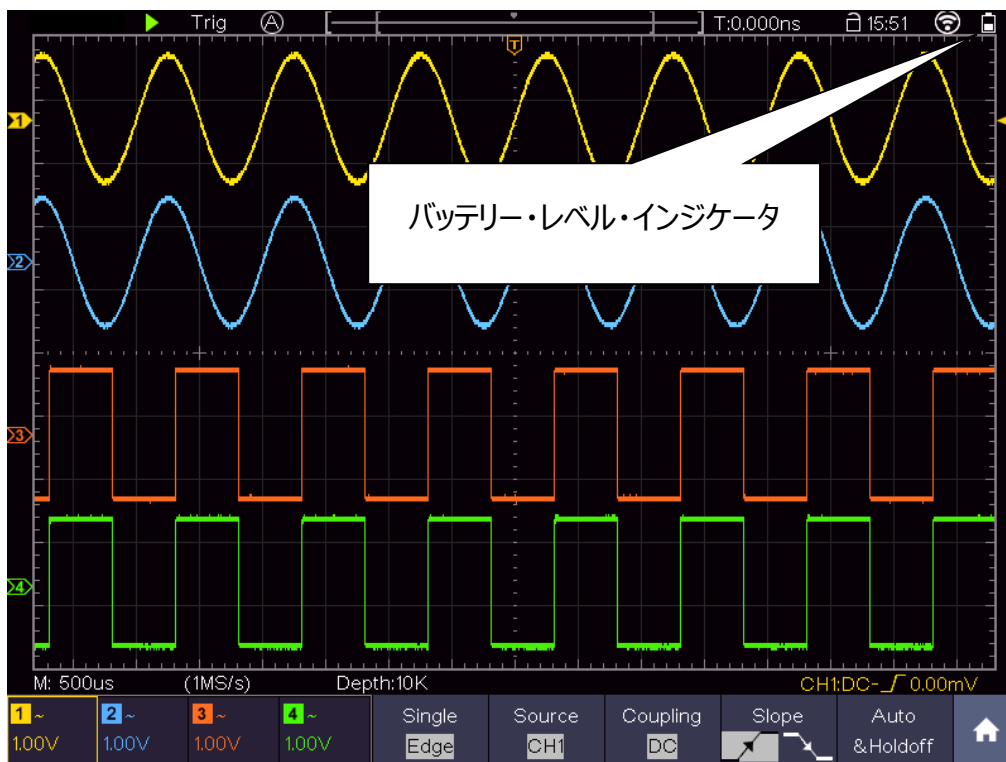 Trig A T:0.000ns 15:51
T
1
バッテリー・レベル・インジケータ
2
3
4
M: 500us (1MS/s) Depth:10K CH1:DC- 0.00mV
1 ~ 2 ~ 3 ~ 4 ~ Single Source Coupling Slope Auto
1.00V 1.00V 1.00V 1.00V Edge CH1 DC &Holdoff